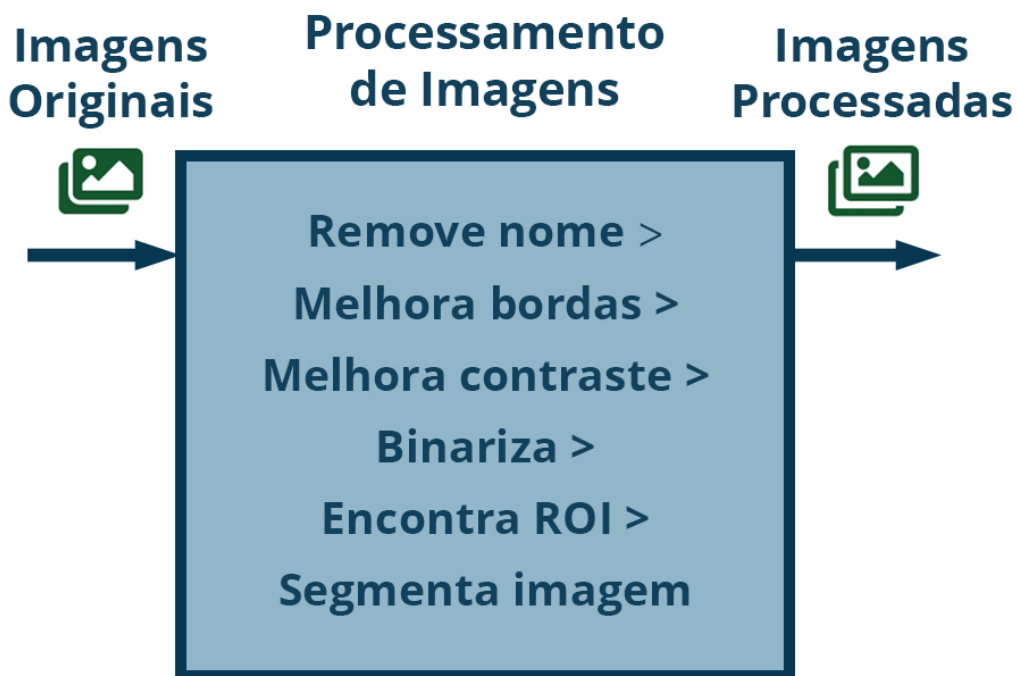 Imagens
Originais
Processamento
de Imagens
Imagens
Processadas
Remove nome >
Melhora bordas >
Melhora contraste >
Binariza >
Encontra ROI >
Segmenta imagem